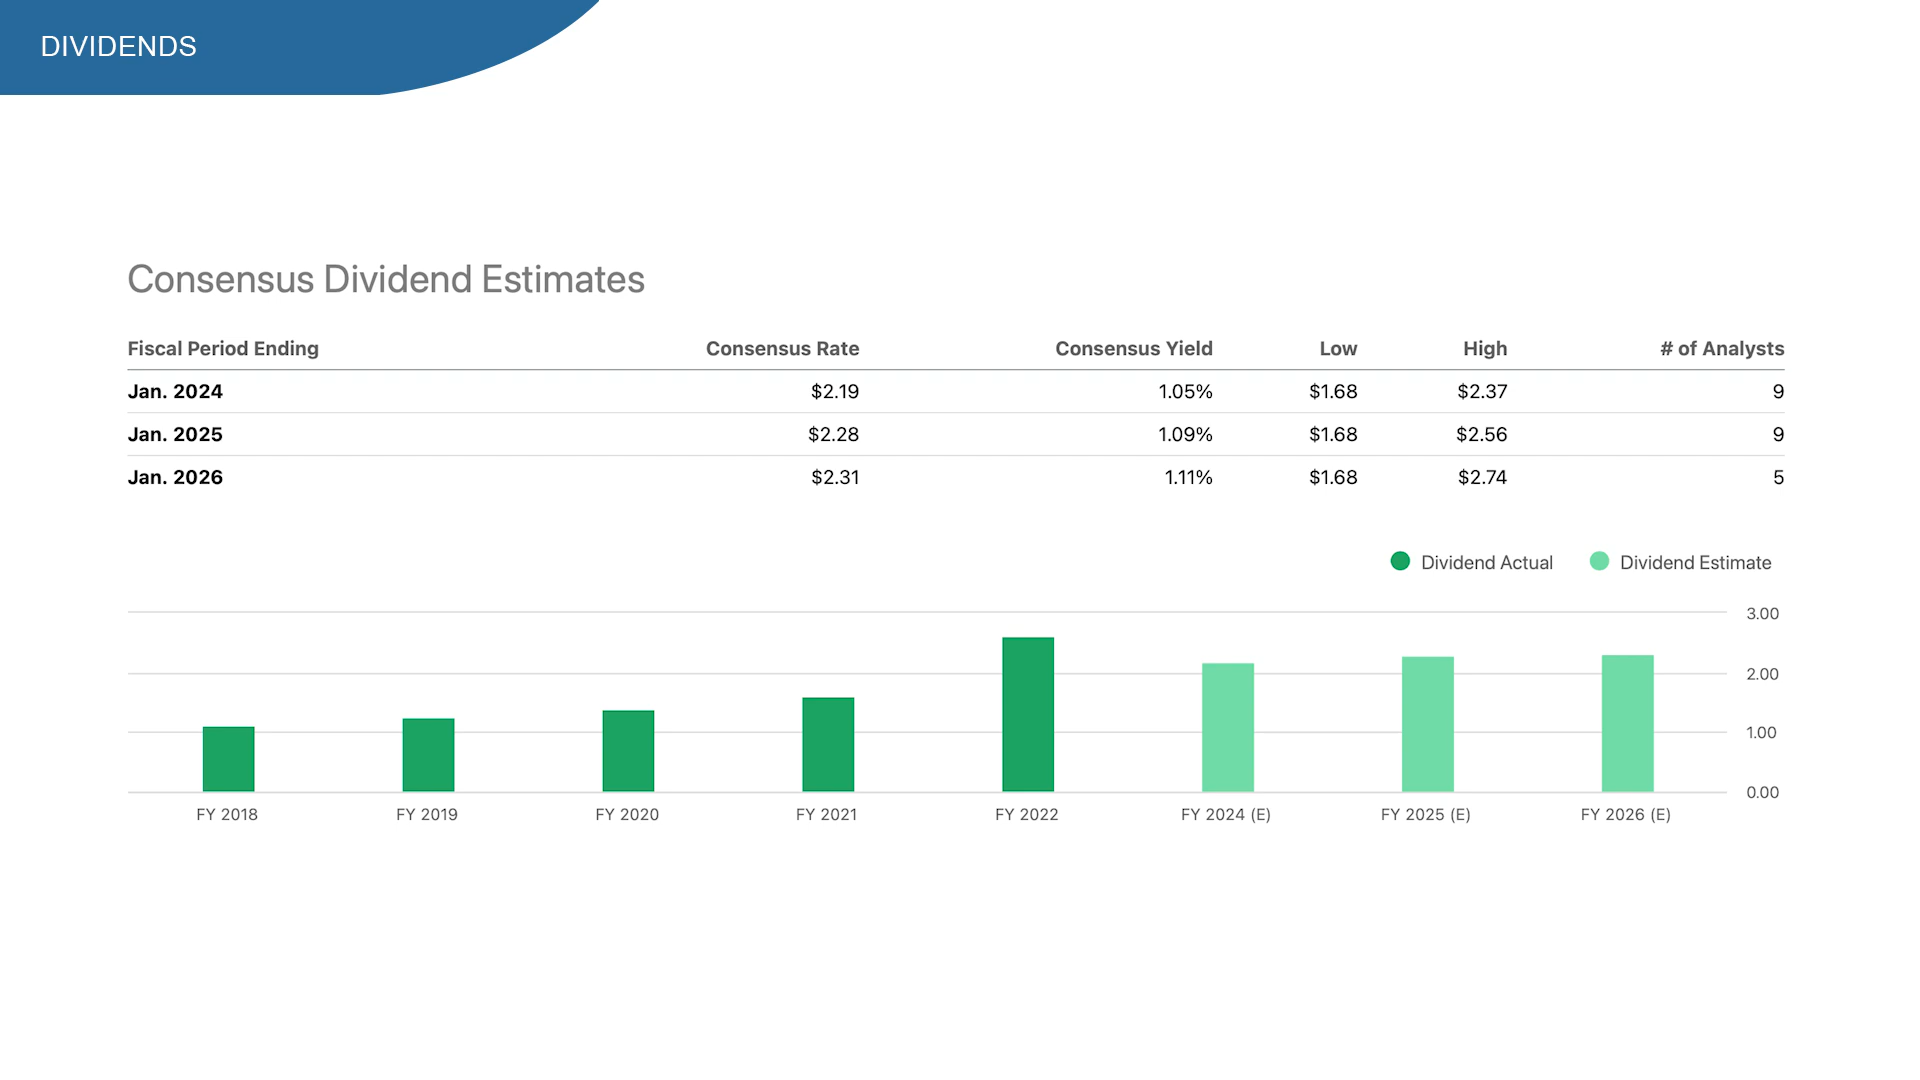 DIVIDENDS
Consensus Dividend Estimates
Fiscal Period Ending Consensus Rate Consensus Yield Low High # of Analysts
Jan. 2024 $2.19 1.05% $1.68 $2.37 9
Jan. 2025 $2.28 1.09% $1.68 $2.56 9
Jan. 2026 $2.31 1.11% $1.68 $2.74 5
Dividend Actual Dividend Estimate
3.00
2.00
1.00
0.00
FY 2018 FY 2019 FY 2020 FY 2021 FY 2022 FY 2024 (E) FY 2025 (E) FY 2026 (E)